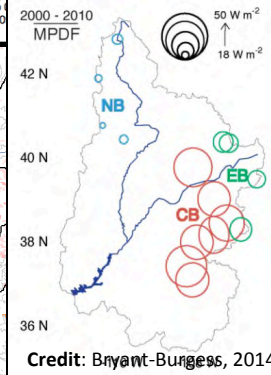 2000 - 2010
MPDF
50 W m⁻²
18 W m⁻²
42 N
NB
40 N
EB
CB
38 N
36 N
Credit: Bryant-Burgess, 2014